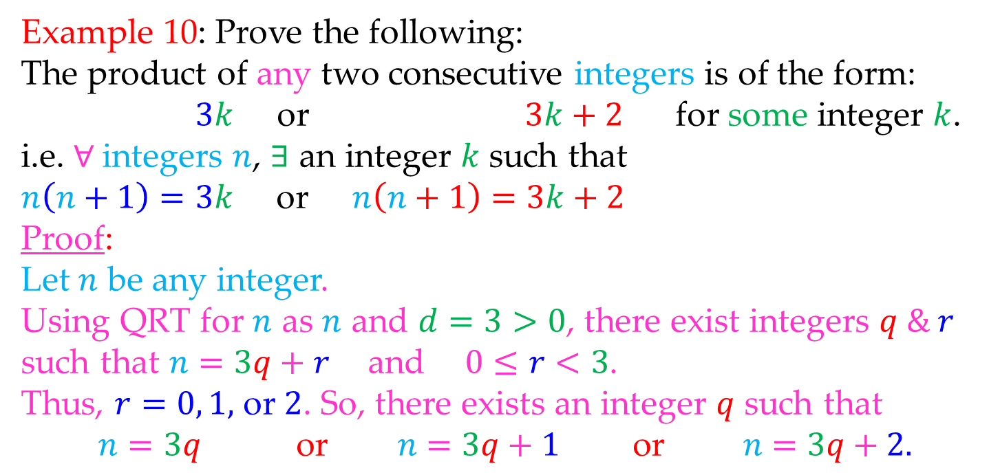 Example 10: Prove the following:
The product of any two consecutive integers is of the form:
3k or 3k + 2 for some integer k.
i.e. ∀ integers n, ∃ an integer k such that
n(n + 1) = 3k or n(n + 1) = 3k + 2
Proof:
Let n be any integer.
Using QRT for n as n and d = 3 > 0, there exist integers q & r
such that n = 3q + r and 0 ≤ r < 3.
Thus, r = 0, 1, or 2. So, there exists an integer q such that
n = 3q or n = 3q + 1 or n = 3q + 2.